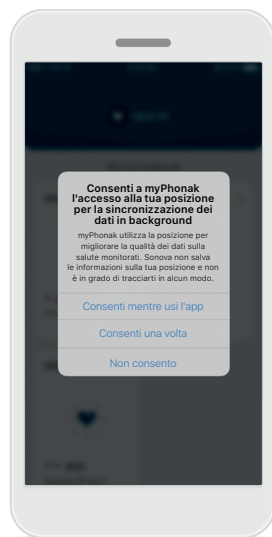 Consenti a myPhonak
l'accesso alla tua posizione
per la sincronizzazione dei
dati in background
myPhonak utilizza la posizione per
migliorare la qualità dei dati sulla
salute monitorati. Sonova non salva
le informazioni sulla tua posizione e non
è in grado di tracciarti in alcun modo.
Consenti mentre usi l'app
Consenti una volta
Non consento